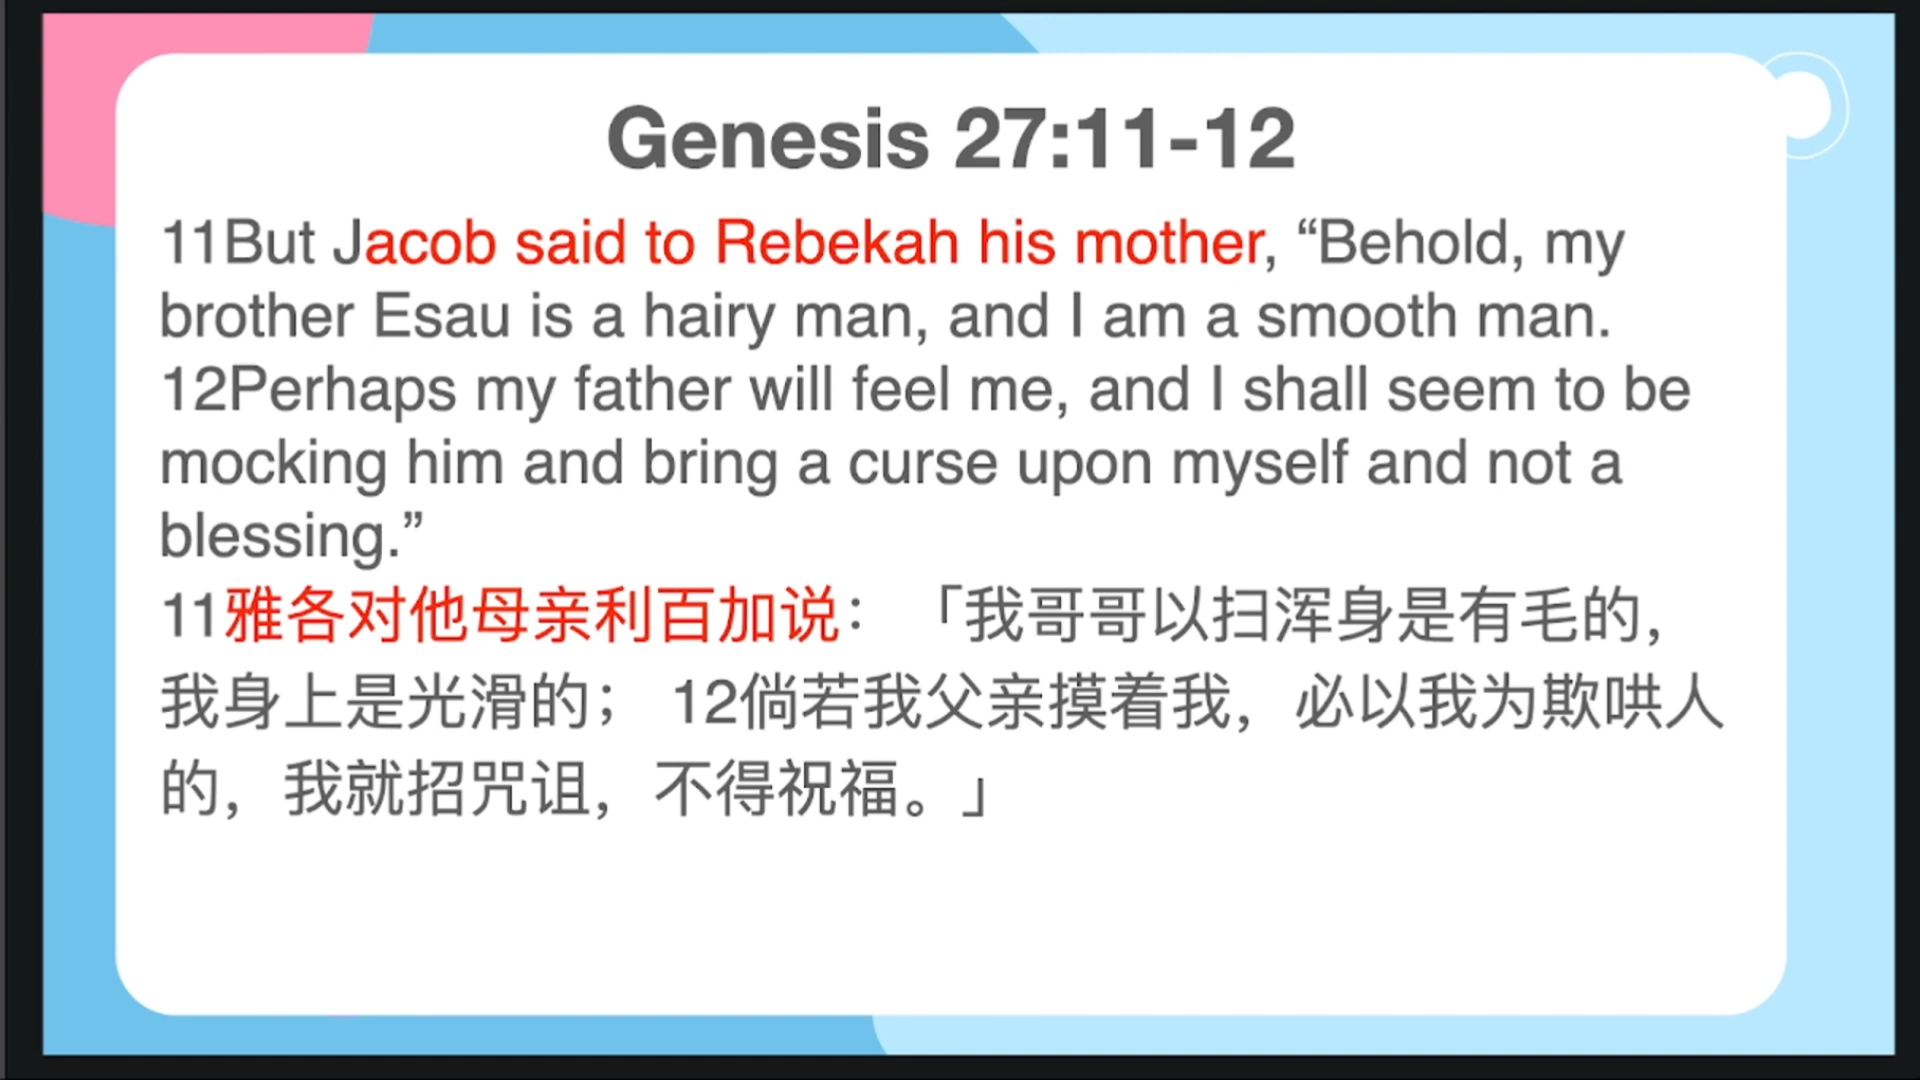 Genesis 27:11-12
11But Jacob said to Rebekah his mother, “Behold, my
brother Esau is a hairy man, and I am a smooth man.
12Perhaps my father will feel me, and I shall seem to be
mocking him and bring a curse upon myself and not a
blessing.”
11雅各对他母亲利百加说： 「我哥哥以扫浑身是有毛的，
我身上是光滑的； 12倘若我父亲摸着我，必以我为欺哄人
的，我就招咒诅，不得祝福。」